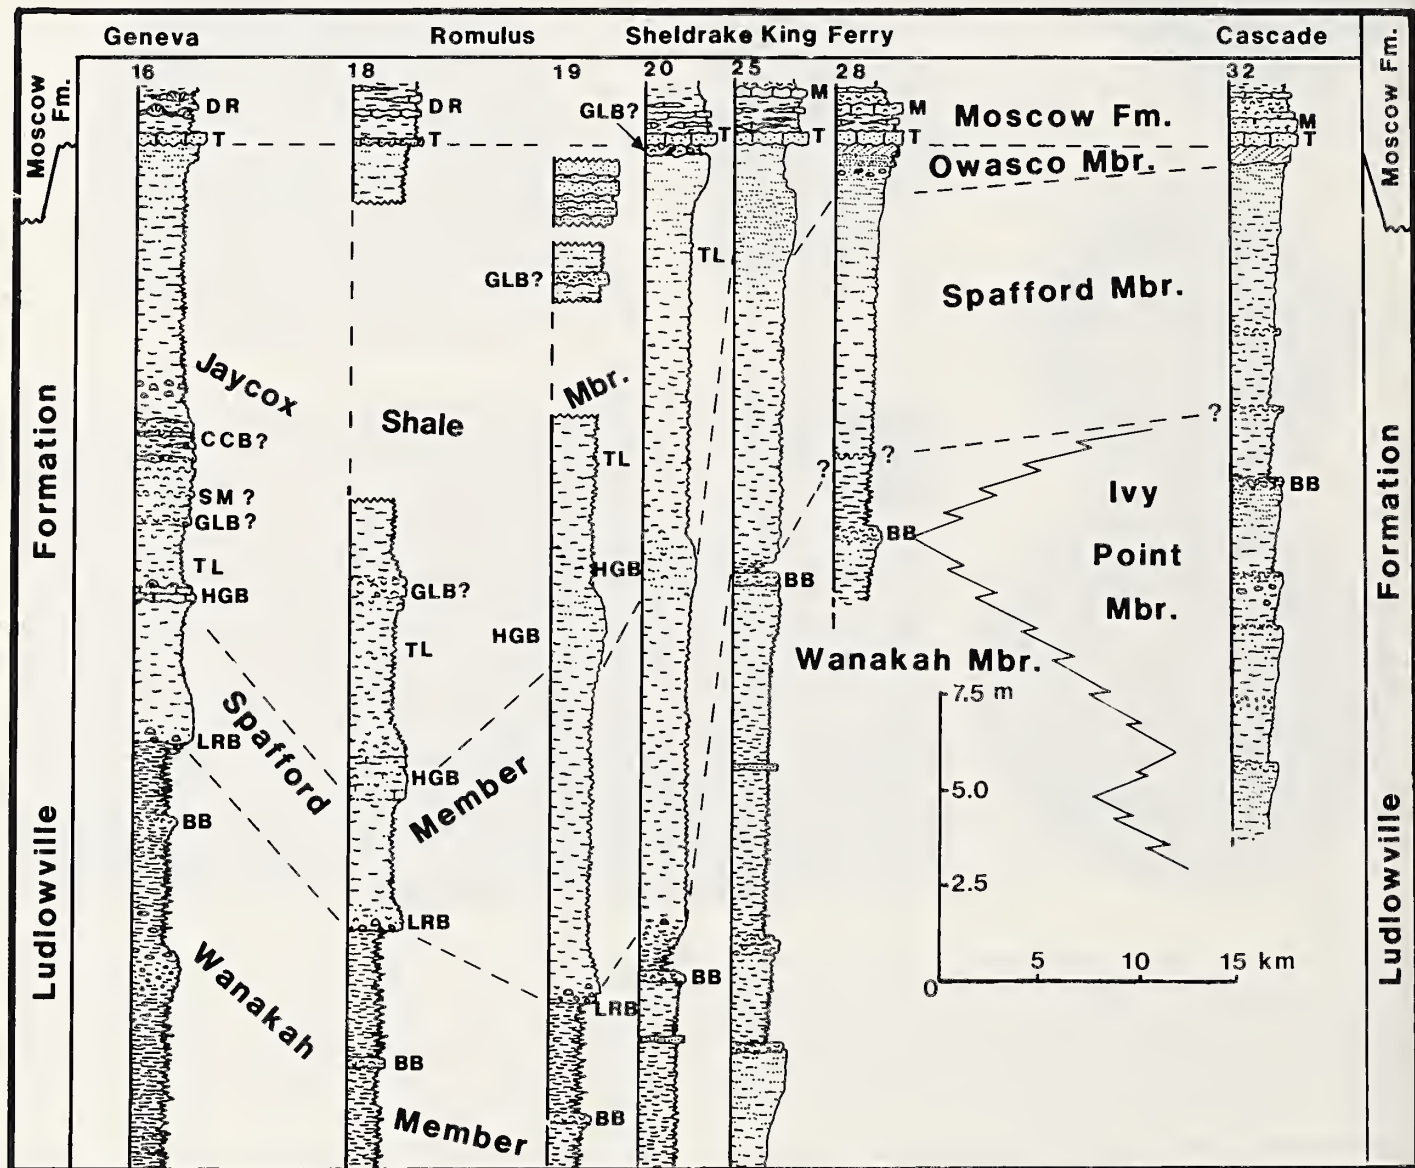 Geneva Romulus Sheldrake King Ferry Cascade
16 18 19 20 25 28 32
Moscow Fm.
Formation
Ludlowville
DR
T
Jaycox
CCB?
SM ?
GLB?
TL
HGB
Spafford
LRB
BB
Wanakah
DR
T
Shale
GLB?
TL
HGB
LRB
BB
Member
GLB?
Mbr.
TL
HGB
Member
LRB
BB
GLB?
T
TL
HGB
BB
M
T
?
BB
M
T
?
BB
Moscow Fm.
Owasco Mbr.
Spafford Mbr.
Ivy
Point
Mbr.
Wanakah Mbr.
7.5 m
5.0
2.5
0
5 10 15 km
M
T
?
BB
Moscow Fm.
Formation
Ludlowville